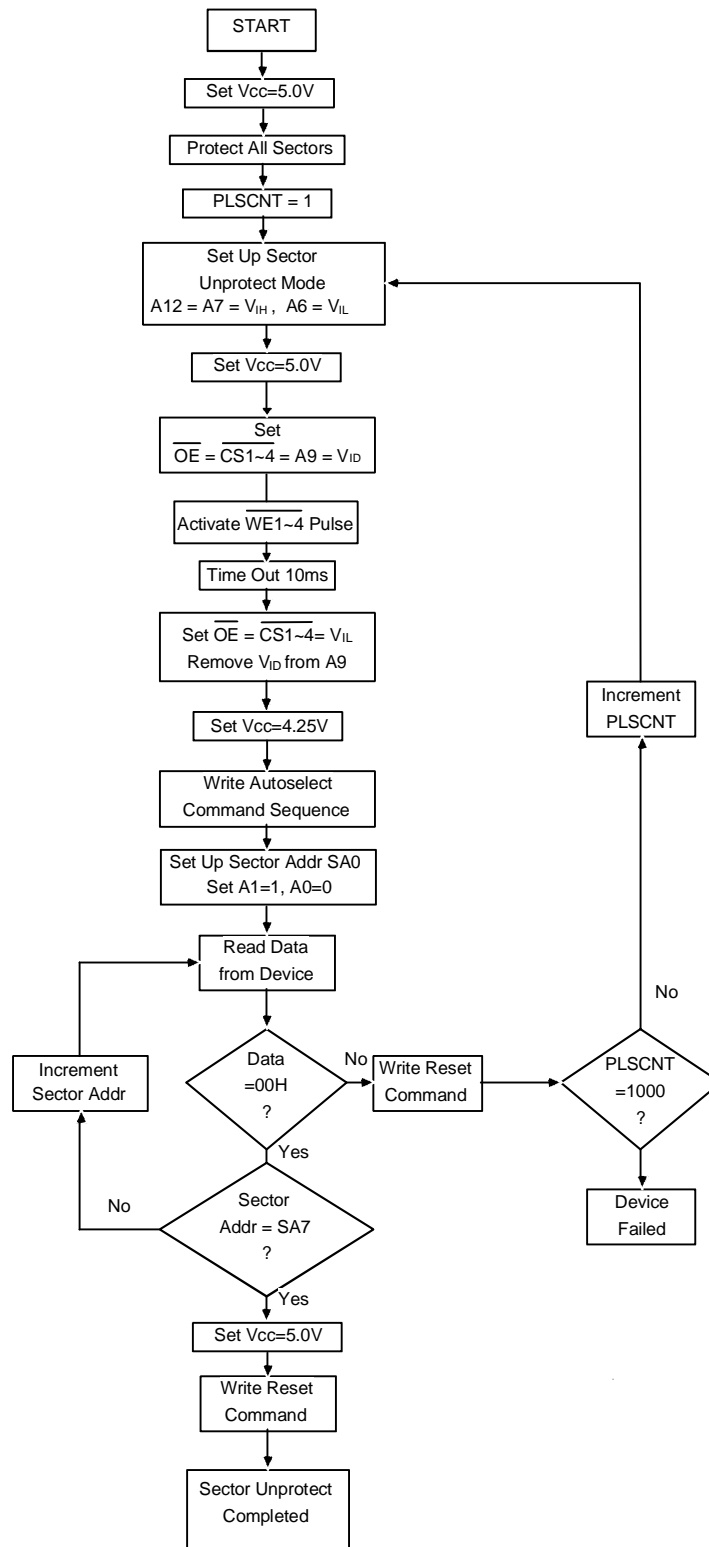 START
Set Vcc=5.0V
Protect All Sectors
PLSCNT = 1
Set Up Sector
Unprotect Mode
A12 = A7 = VIH , A6 = VIL
Set Vcc=5.0V
Set
OE = CS1~4 = A9 = VID
Activate WE1~4 Pulse
Time Out 10ms
Set OE = CS1~4= VIL
Remove VID from A9
Increment
PLSCNT
Set Vcc=4.25V
Write Autoselect
Command Sequence
Set Up Sector Addr SA0
Set A1=1, A0=0
Read Data
from Device
No
Increment
Sector Addr
Data
=00H
?
No
Write Reset
Command
PLSCNT
=1000
?
Yes
No
Sector
Addr = SA7
?
Device
Failed
Yes
Set Vcc=5.0V
Write Reset
Command
Sector Unprotect
Completed